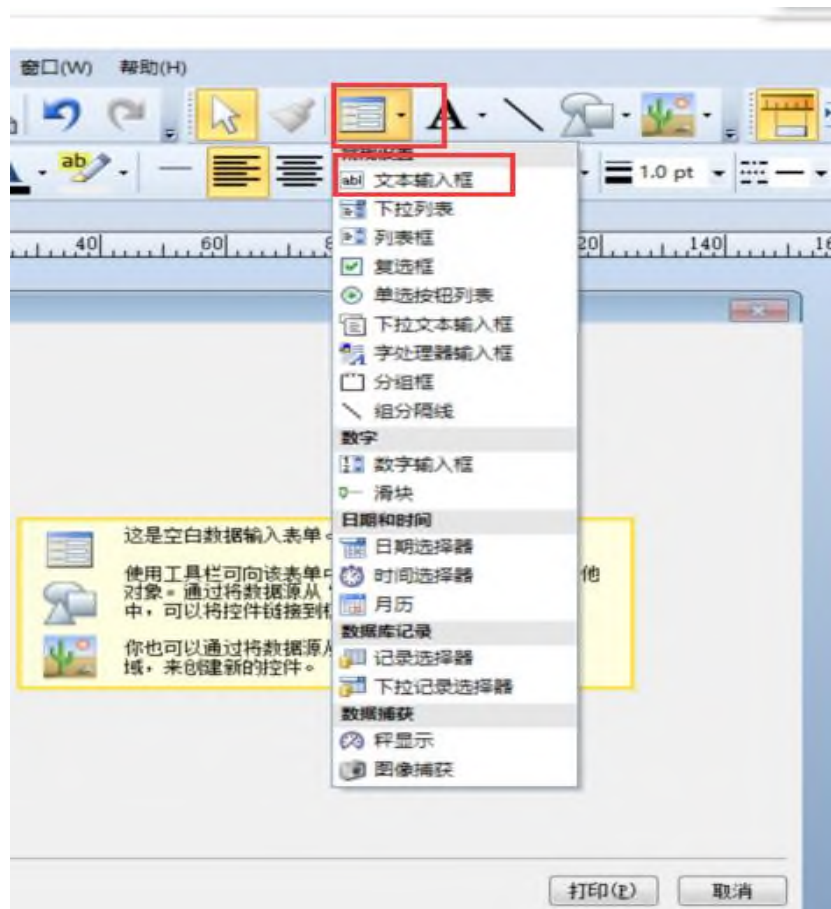 窗口(W) 帮助(H)
A
A ab 1.0 pt
40 60 8 20 140 16
abl 文本输入框
下拉列表
列表框
复选框
单选按钮列表
下拉文本输入框
字处理器输入框
分组框
组分隔线
数字
数字输入框
滑块
日期和时间
日期选择器
时间选择器
月历
数据库记录
记录选择器
下拉记录选择器
数据捕获
秤显示
图像捕获
这是空白数据输入表单。
使用工具栏可向该表单中 他
对象。通过将数据源从"
中，可以将控件链接到
你也可以通过将数据源从
域，来创建新的控件。
打印(P) 取消